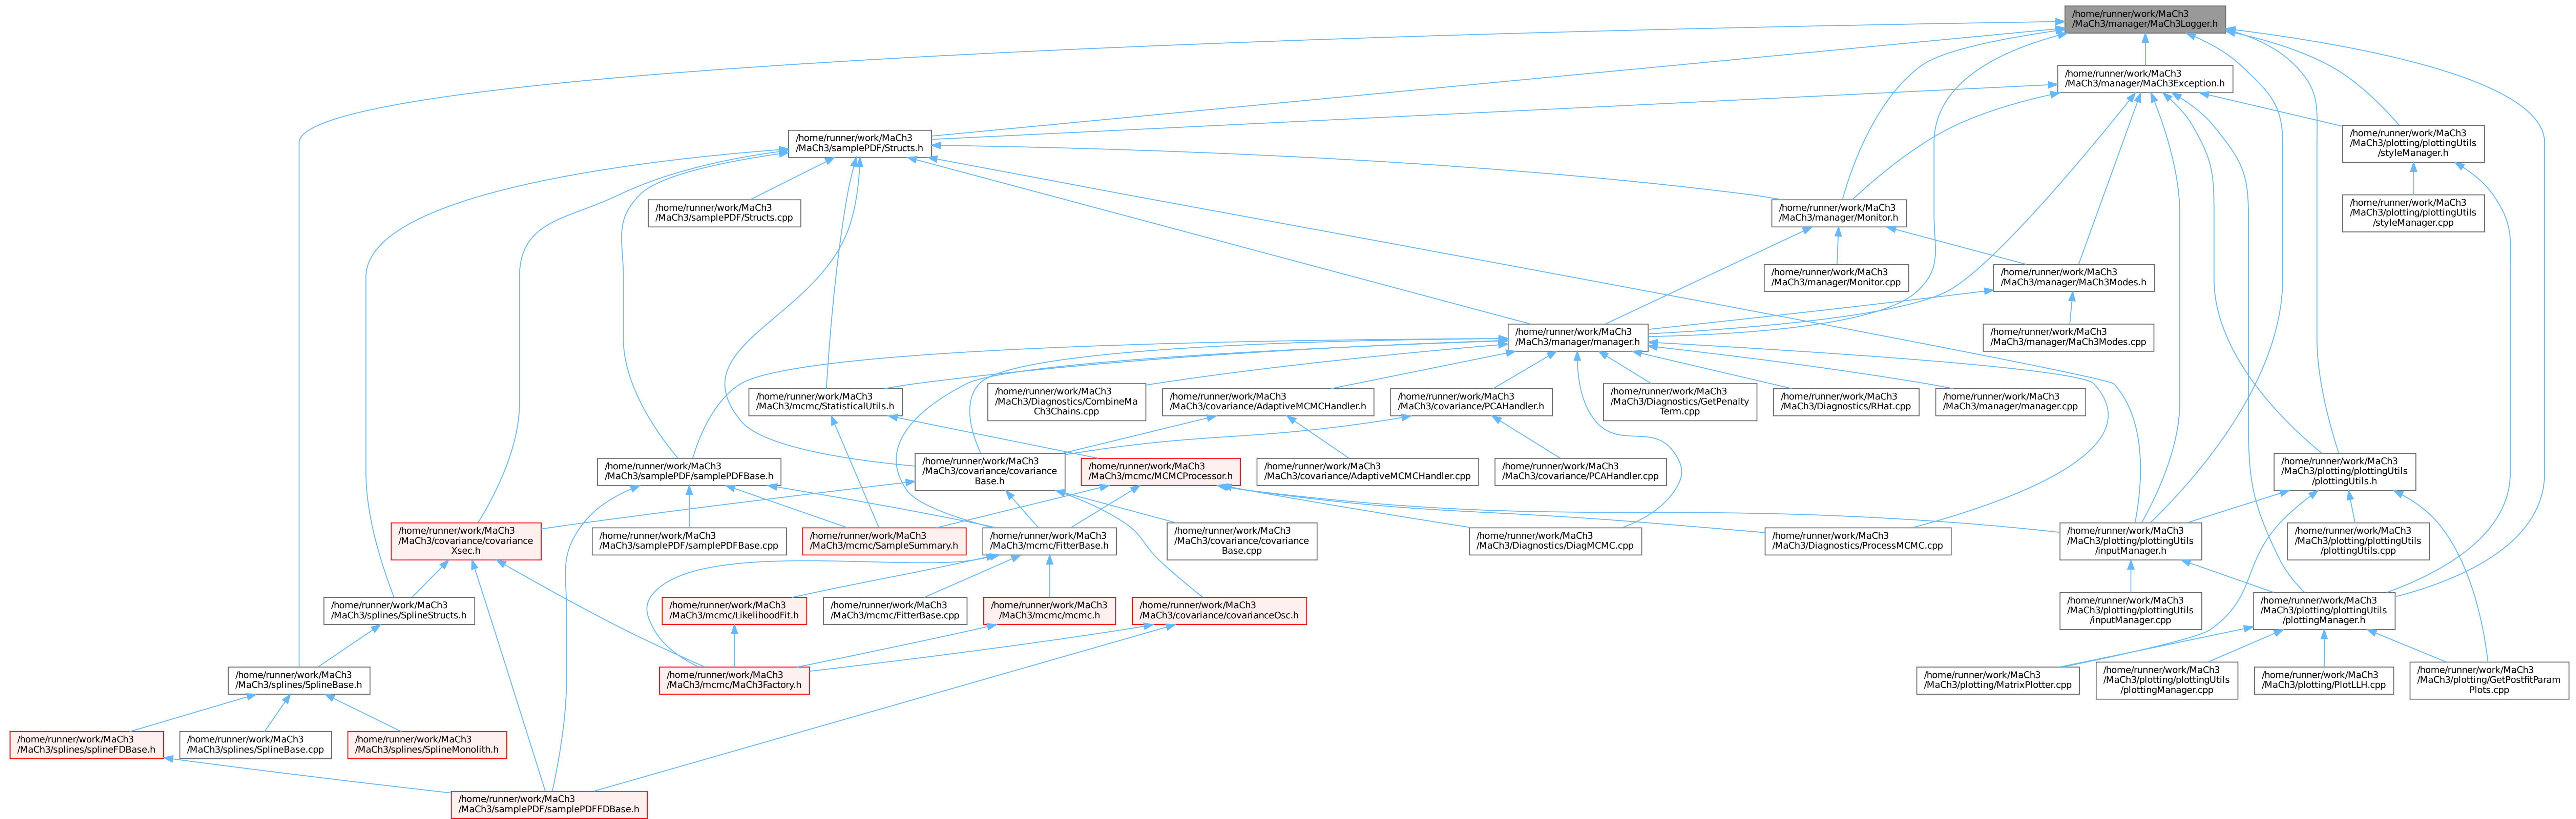 /home/runner/work/MaCh3
/MaCh3/manager/MaCh3Logger.h
/home/runner/work/MaCh3
/MaCh3/manager/MaCh3Exception.h
/home/runner/work/MaCh3
/MaCh3/plotting/plottingUtils
/styleManager.h
/home/runner/work/MaCh3
/MaCh3/samplePDF/Structs.h
/home/runner/work/MaCh3
/MaCh3/samplePDF/Structs.cpp
/home/runner/work/MaCh3
/MaCh3/manager/Monitor.h
/home/runner/work/MaCh3
/MaCh3/plotting/plottingUtils
/styleManager.cpp
/home/runner/work/MaCh3
/MaCh3/manager/Monitor.cpp
/home/runner/work/MaCh3
/MaCh3/manager/MaCh3Modes.h
/home/runner/work/MaCh3
/MaCh3/manager/manager.h
/home/runner/work/MaCh3
/MaCh3/manager/MaCh3Modes.cpp
/home/runner/work/MaCh3
/MaCh3/mcmc/StatisticalUtils.h
/home/runner/work/MaCh3
/MaCh3/Diagnostics/CombineMa
Ch3Chains.cpp
/home/runner/work/MaCh3
/MaCh3/covariance/AdaptiveMCMCHandler.h
/home/runner/work/MaCh3
/MaCh3/covariance/PCAHandler.h
/home/runner/work/MaCh3
/MaCh3/Diagnostics/GetPenalty
Term.cpp
/home/runner/work/MaCh3
/MaCh3/Diagnostics/RHat.cpp
/home/runner/work/MaCh3
/MaCh3/manager/manager.cpp
/home/runner/work/MaCh3
/MaCh3/samplePDF/samplePDFBase.h
/home/runner/work/MaCh3
/MaCh3/covariance/covariance
Base.h
/home/runner/work/MaCh3
/MaCh3/mcmc/MCMCProcessor.h
/home/runner/work/MaCh3
/MaCh3/covariance/AdaptiveMCMCHandler.cpp
/home/runner/work/MaCh3
/MaCh3/covariance/PCAHandler.cpp
/home/runner/work/MaCh3
/MaCh3/plotting/plottingUtils
/plottingUtils.h
/home/runner/work/MaCh3
/MaCh3/covariance/covariance
Xsec.h
/home/runner/work/MaCh3
/MaCh3/samplePDF/samplePDFBase.cpp
/home/runner/work/MaCh3
/MaCh3/mcmc/SampleSummary.h
/home/runner/work/MaCh3
/MaCh3/mcmc/FitterBase.h
/home/runner/work/MaCh3
/MaCh3/covariance/covariance
Base.cpp
/home/runner/work/MaCh3
/MaCh3/Diagnostics/DiagMCMC.cpp
/home/runner/work/MaCh3
/MaCh3/Diagnostics/ProcessMCMC.cpp
/home/runner/work/MaCh3
/MaCh3/plotting/plottingUtils
/inputManager.h
/home/runner/work/MaCh3
/MaCh3/plotting/plottingUtils
/plottingUtils.cpp
/home/runner/work/MaCh3
/MaCh3/splines/SplineStructs.h
/home/runner/work/MaCh3
/MaCh3/mcmc/LikelihoodFit.h
/home/runner/work/MaCh3
/MaCh3/mcmc/FitterBase.cpp
/home/runner/work/MaCh3
/MaCh3/mcmc/mcmc.h
/home/runner/work/MaCh3
/MaCh3/covariance/covarianceOsc.h
/home/runner/work/MaCh3
/MaCh3/plotting/plottingUtils
/inputManager.cpp
/home/runner/work/MaCh3
/MaCh3/plotting/plottingUtils
/plottingManager.h
/home/runner/work/MaCh3
/MaCh3/splines/SplineBase.h
/home/runner/work/MaCh3
/MaCh3/mcmc/MaCh3Factory.h
/home/runner/work/MaCh3
/MaCh3/plotting/MatrixPlotter.cpp
/home/runner/work/MaCh3
/MaCh3/plotting/plottingUtils
/plottingManager.cpp
/home/runner/work/MaCh3
/MaCh3/plotting/PlotLLH.cpp
/home/runner/work/MaCh3
/MaCh3/plotting/GetPostfitParam
Plots.cpp
/home/runner/work/MaCh3
/MaCh3/splines/splineFDBase.h
/home/runner/work/MaCh3
/MaCh3/splines/SplineBase.cpp
/home/runner/work/MaCh3
/MaCh3/splines/SplineMonolith.h
/home/runner/work/MaCh3
/MaCh3/samplePDF/samplePDFFDBase.h